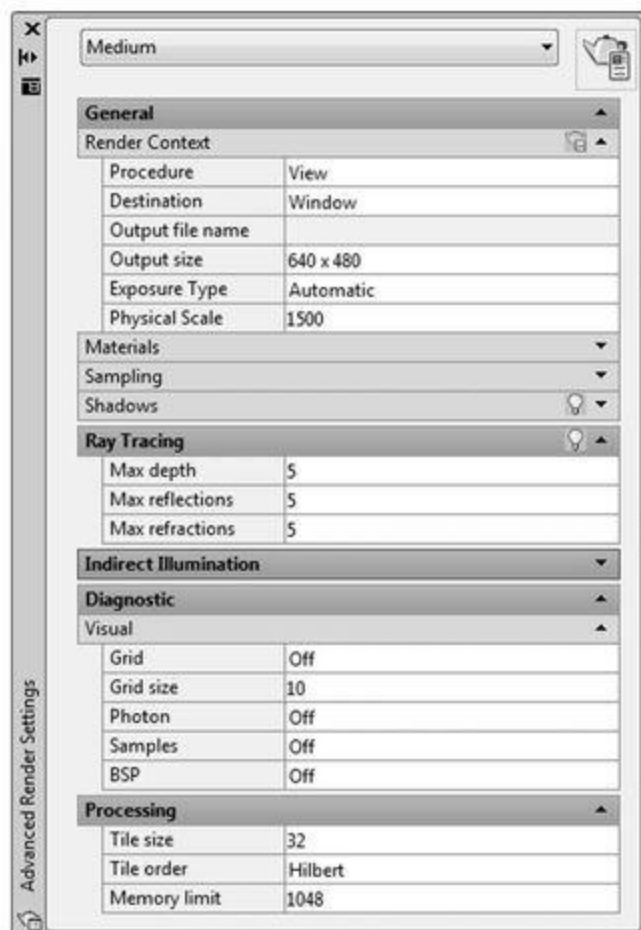 Medium
General
Render Context
Procedure View
Destination Window
Output file name
Output size 640 x 480
Exposure Type Automatic
Physical Scale 1500
Materials
Sampling
Shadows
Ray Tracing
Max depth 5
Max reflections 5
Max refractions 5
Indirect Illumination
Diagnostic
Visual
Grid Off
Grid size 10
Photon Off
Samples Off
BSP Off
Processing
Tile size 32
Tile order Hilbert
Memory limit 1048
Advanced Render Settings